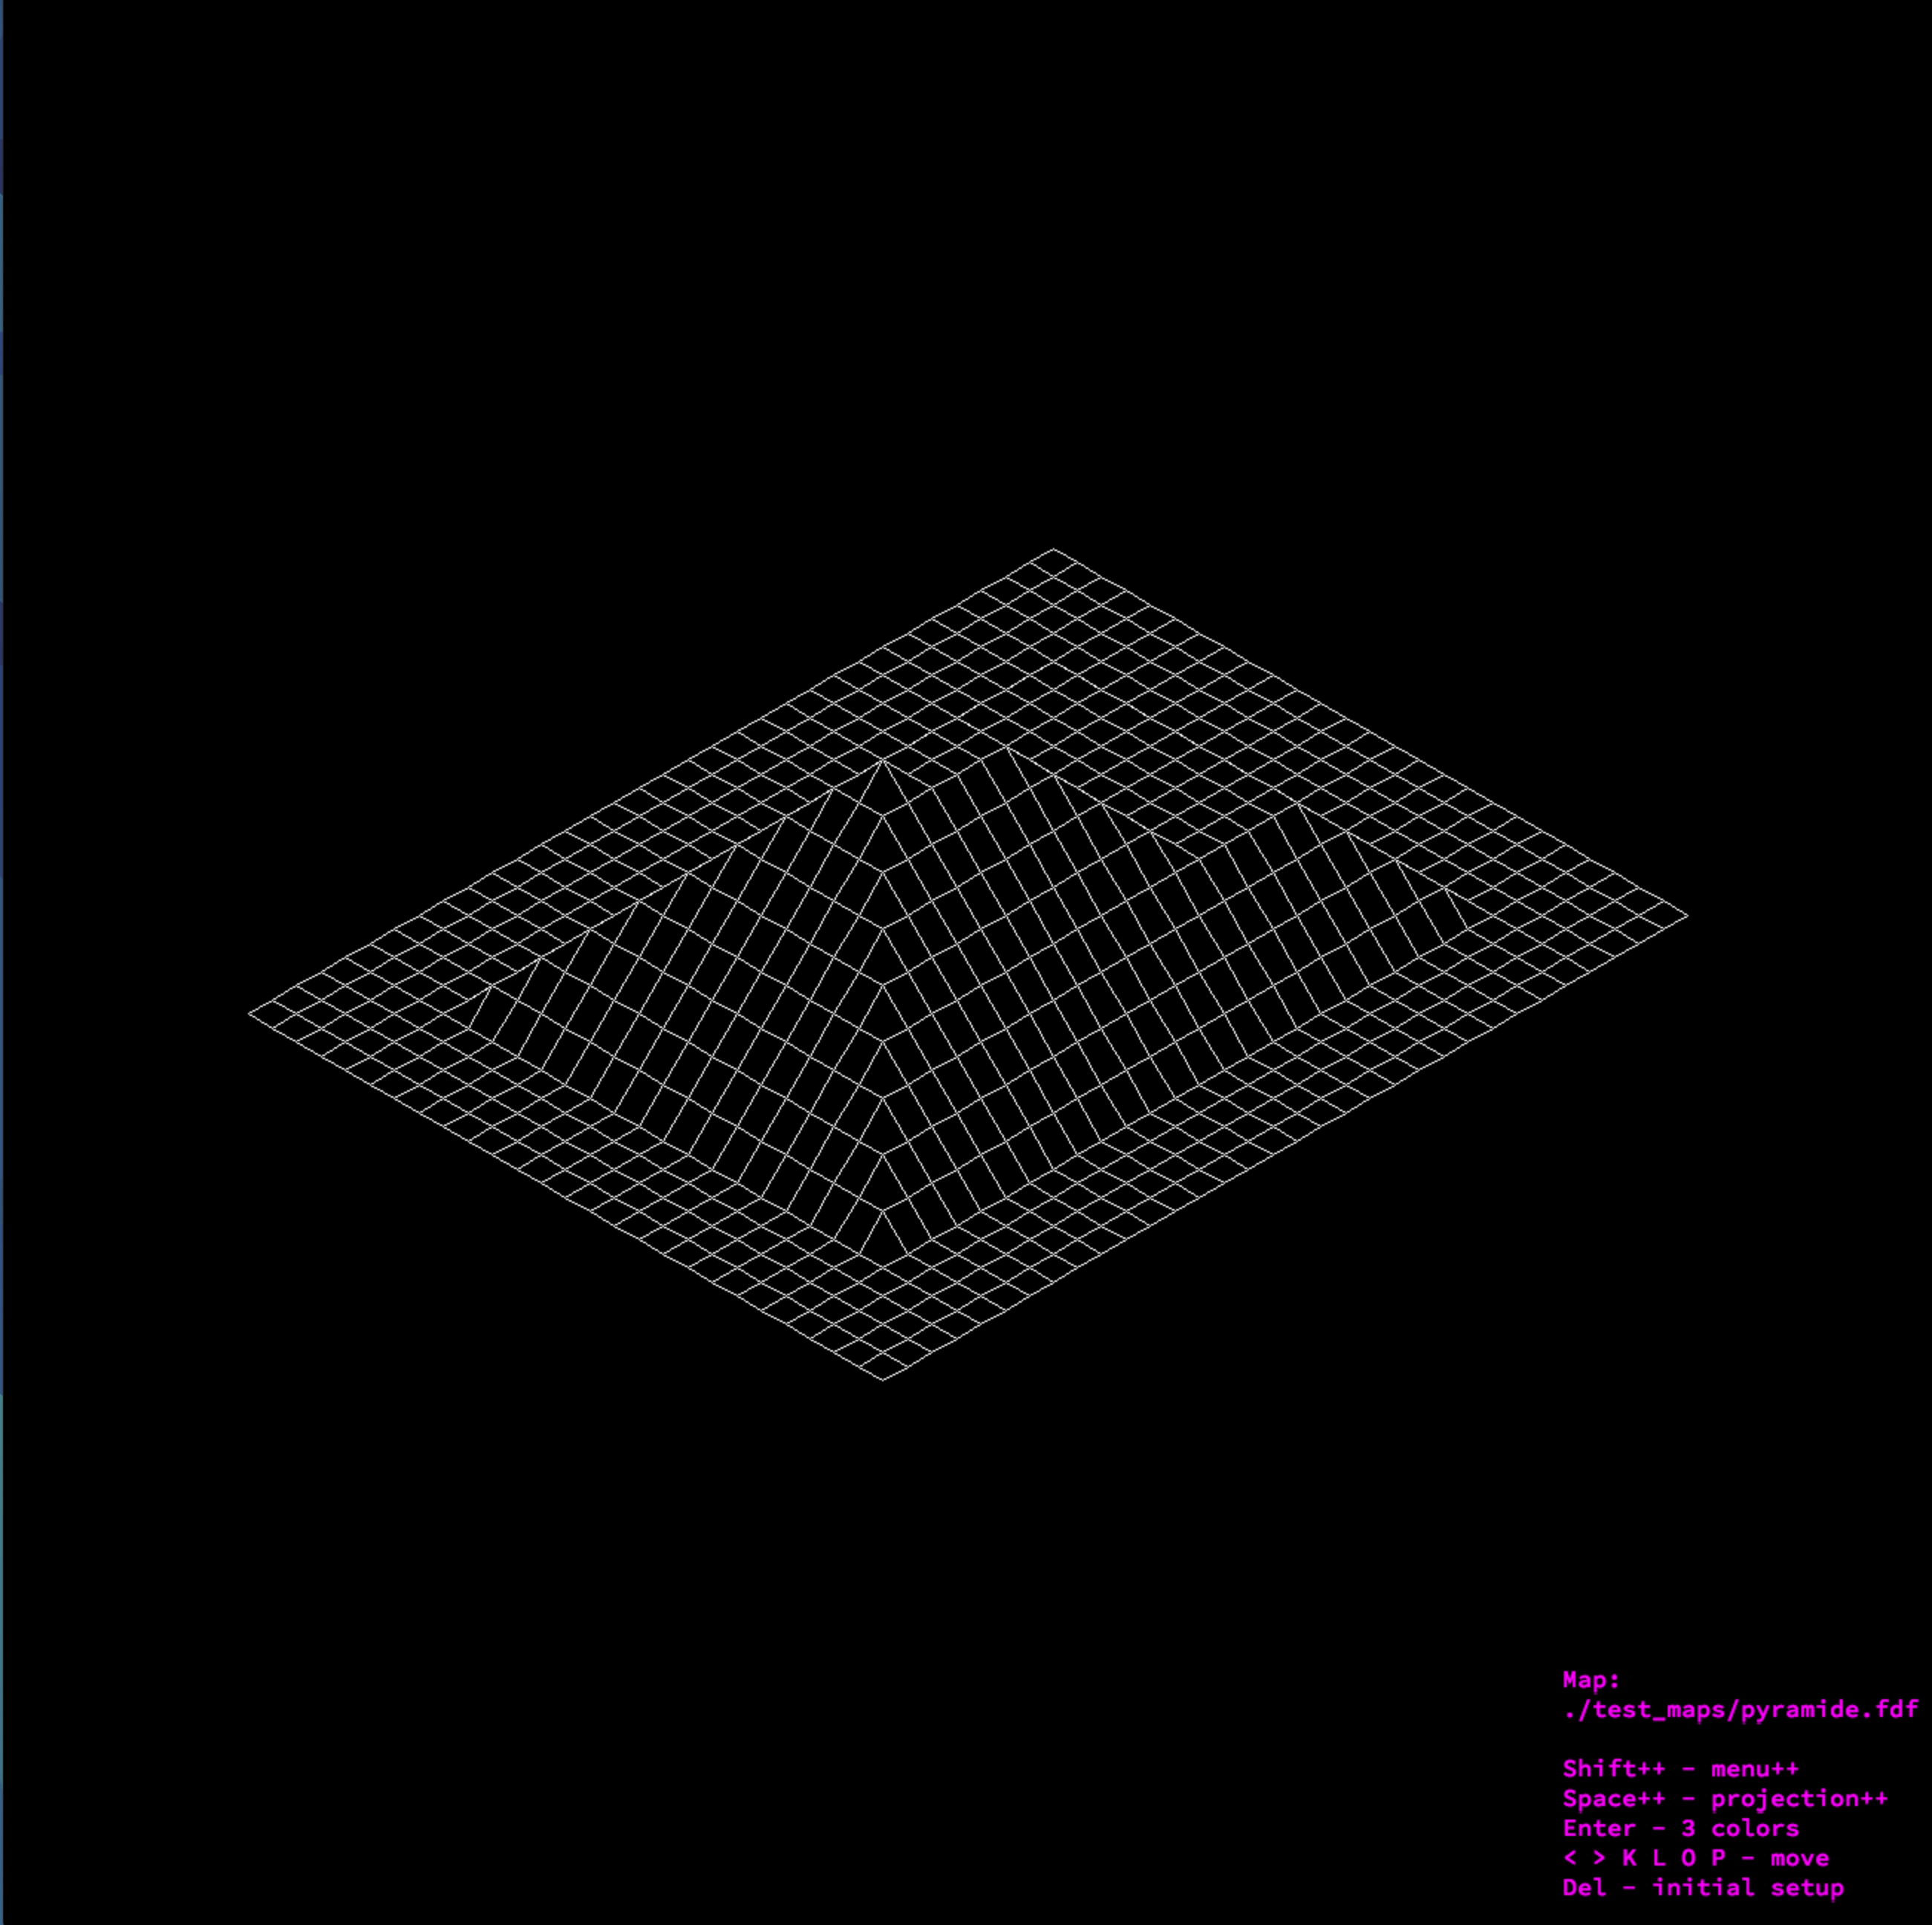 Map:
./test_maps/pyramide.fdf
Shift++ - menu++
Space++ - projection++
Enter - 3 colors
< > K L O P - move
Del - initial setup